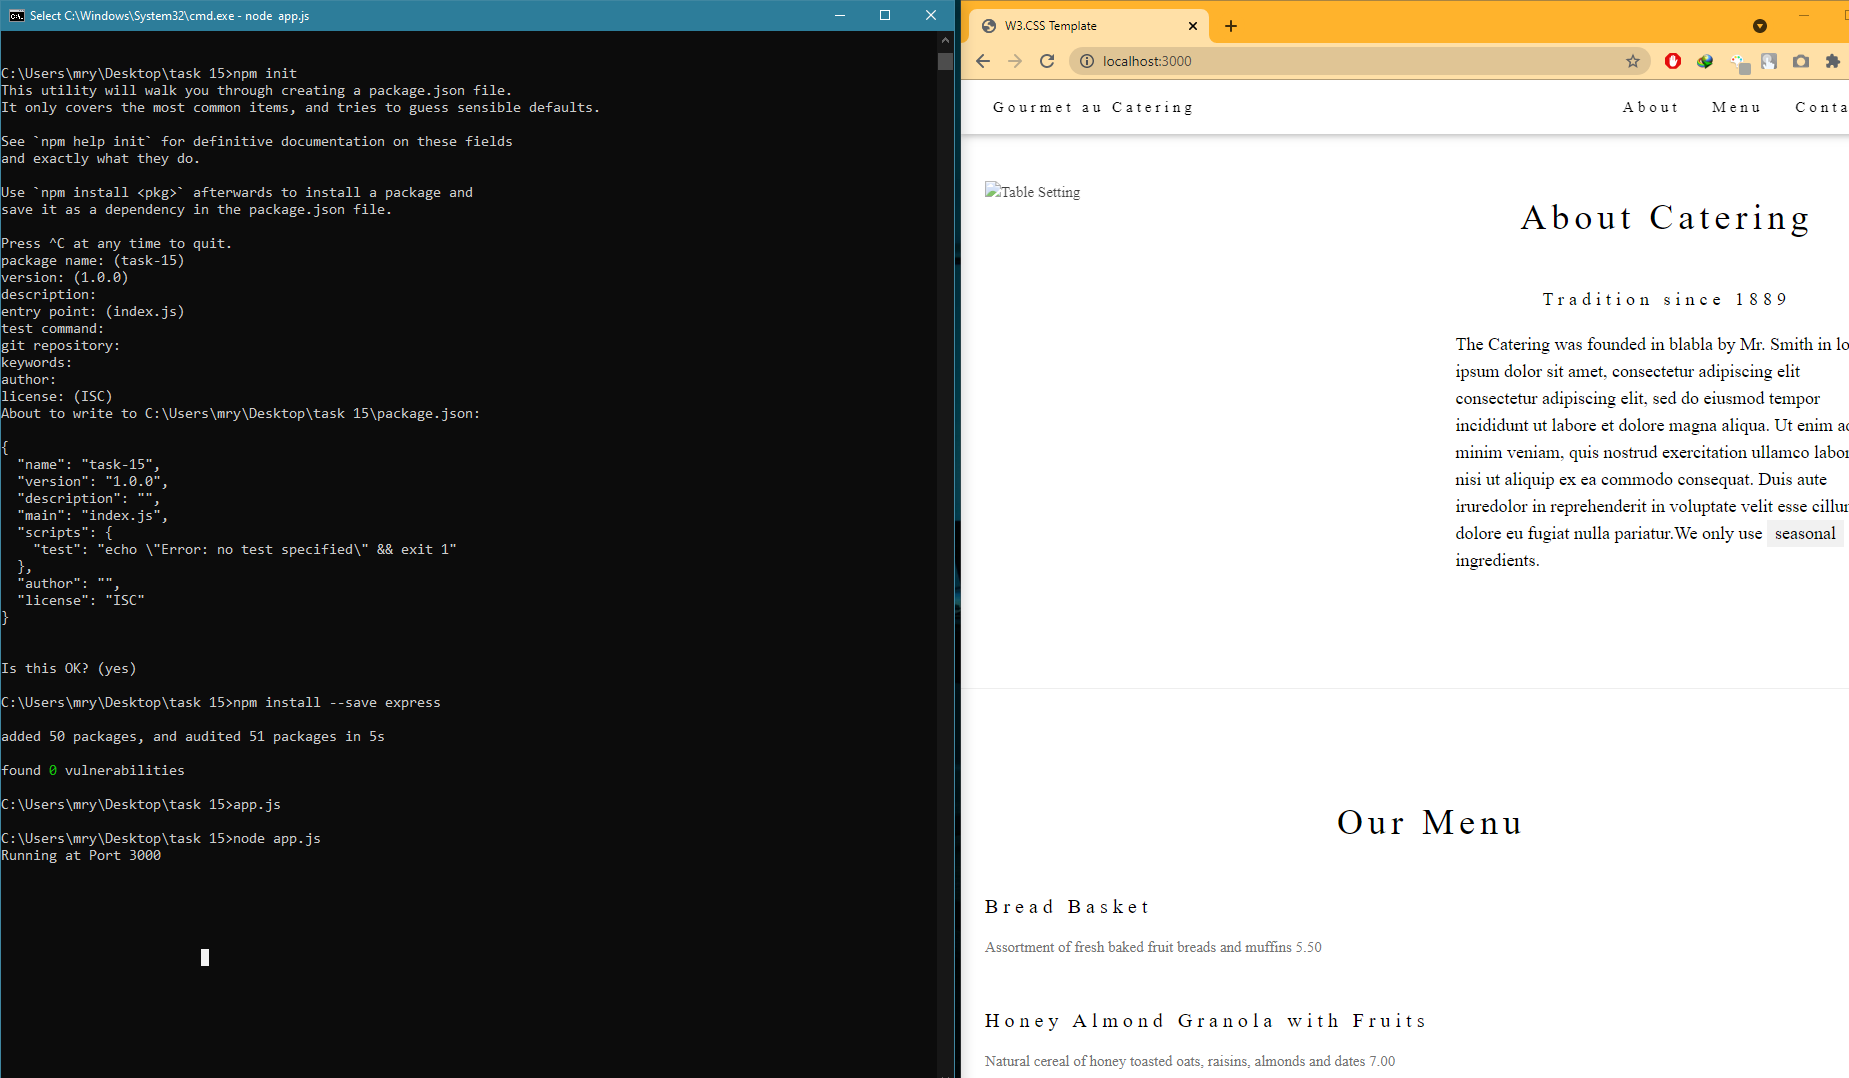 Select C:\Windows\System32\cmd.exe - node  app.js
C:\Users\mry\Desktop\task 15>npm init
This utility will walk you through creating a package.json file.
It only covers the most common items, and tries to guess sensible defaults.
See `npm help init` for definitive documentation on these fields
and exactly what they do.
Use `npm install <pkg>` afterwards to install a package and
save it as a dependency in the package.json file.
Press ^C at any time to quit.
package name: (task-15)
version: (1.0.0)
description:
entry point: (index.js)
test command:
git repository:
keywords:
author:
license: (ISC)
About to write to C:\Users\mry\Desktop\task 15\package.json:
{
  "name": "task-15",
  "version": "1.0.0",
  "description": "",
  "main": "index.js",
  "scripts": {
    "test": "echo \"Error: no test specified\" && exit 1"
  },
  "author": "",
  "license": "ISC"
}
Is this OK? (yes)
C:\Users\mry\Desktop\task 15>npm install --save express
added 50 packages, and audited 51 packages in 5s
found 0 vulnerabilities
C:\Users\mry\Desktop\task 15>app.js
C:\Users\mry\Desktop\task 15>node app.js
Running at Port 3000
W3.CSS Template
localhost:3000
Gourmet au Catering
About Menu Conta
Table Setting
About Catering
Tradition since 1889
The Catering was founded in blabla by Mr. Smith in lo
ipsum dolor sit amet, consectetur adipiscing elit
consectetur adipiscing elit, sed do eiusmod tempor
incididunt ut labore et dolore magna aliqua. Ut enim ad
minim veniam, quis nostrud exercitation ullamco labor
nisi ut aliquip ex ea commodo consequat. Duis aute
iruredolor in reprehenderit in voluptate velit esse cillum
dolore eu fugiat nulla pariatur.We only use seasonal
ingredients.
Our Menu
Bread Basket
Assortment of fresh baked fruit breads and muffins 5.50
Honey Almond Granola with Fruits
Natural cereal of honey toasted oats, raisins, almonds and dates 7.00